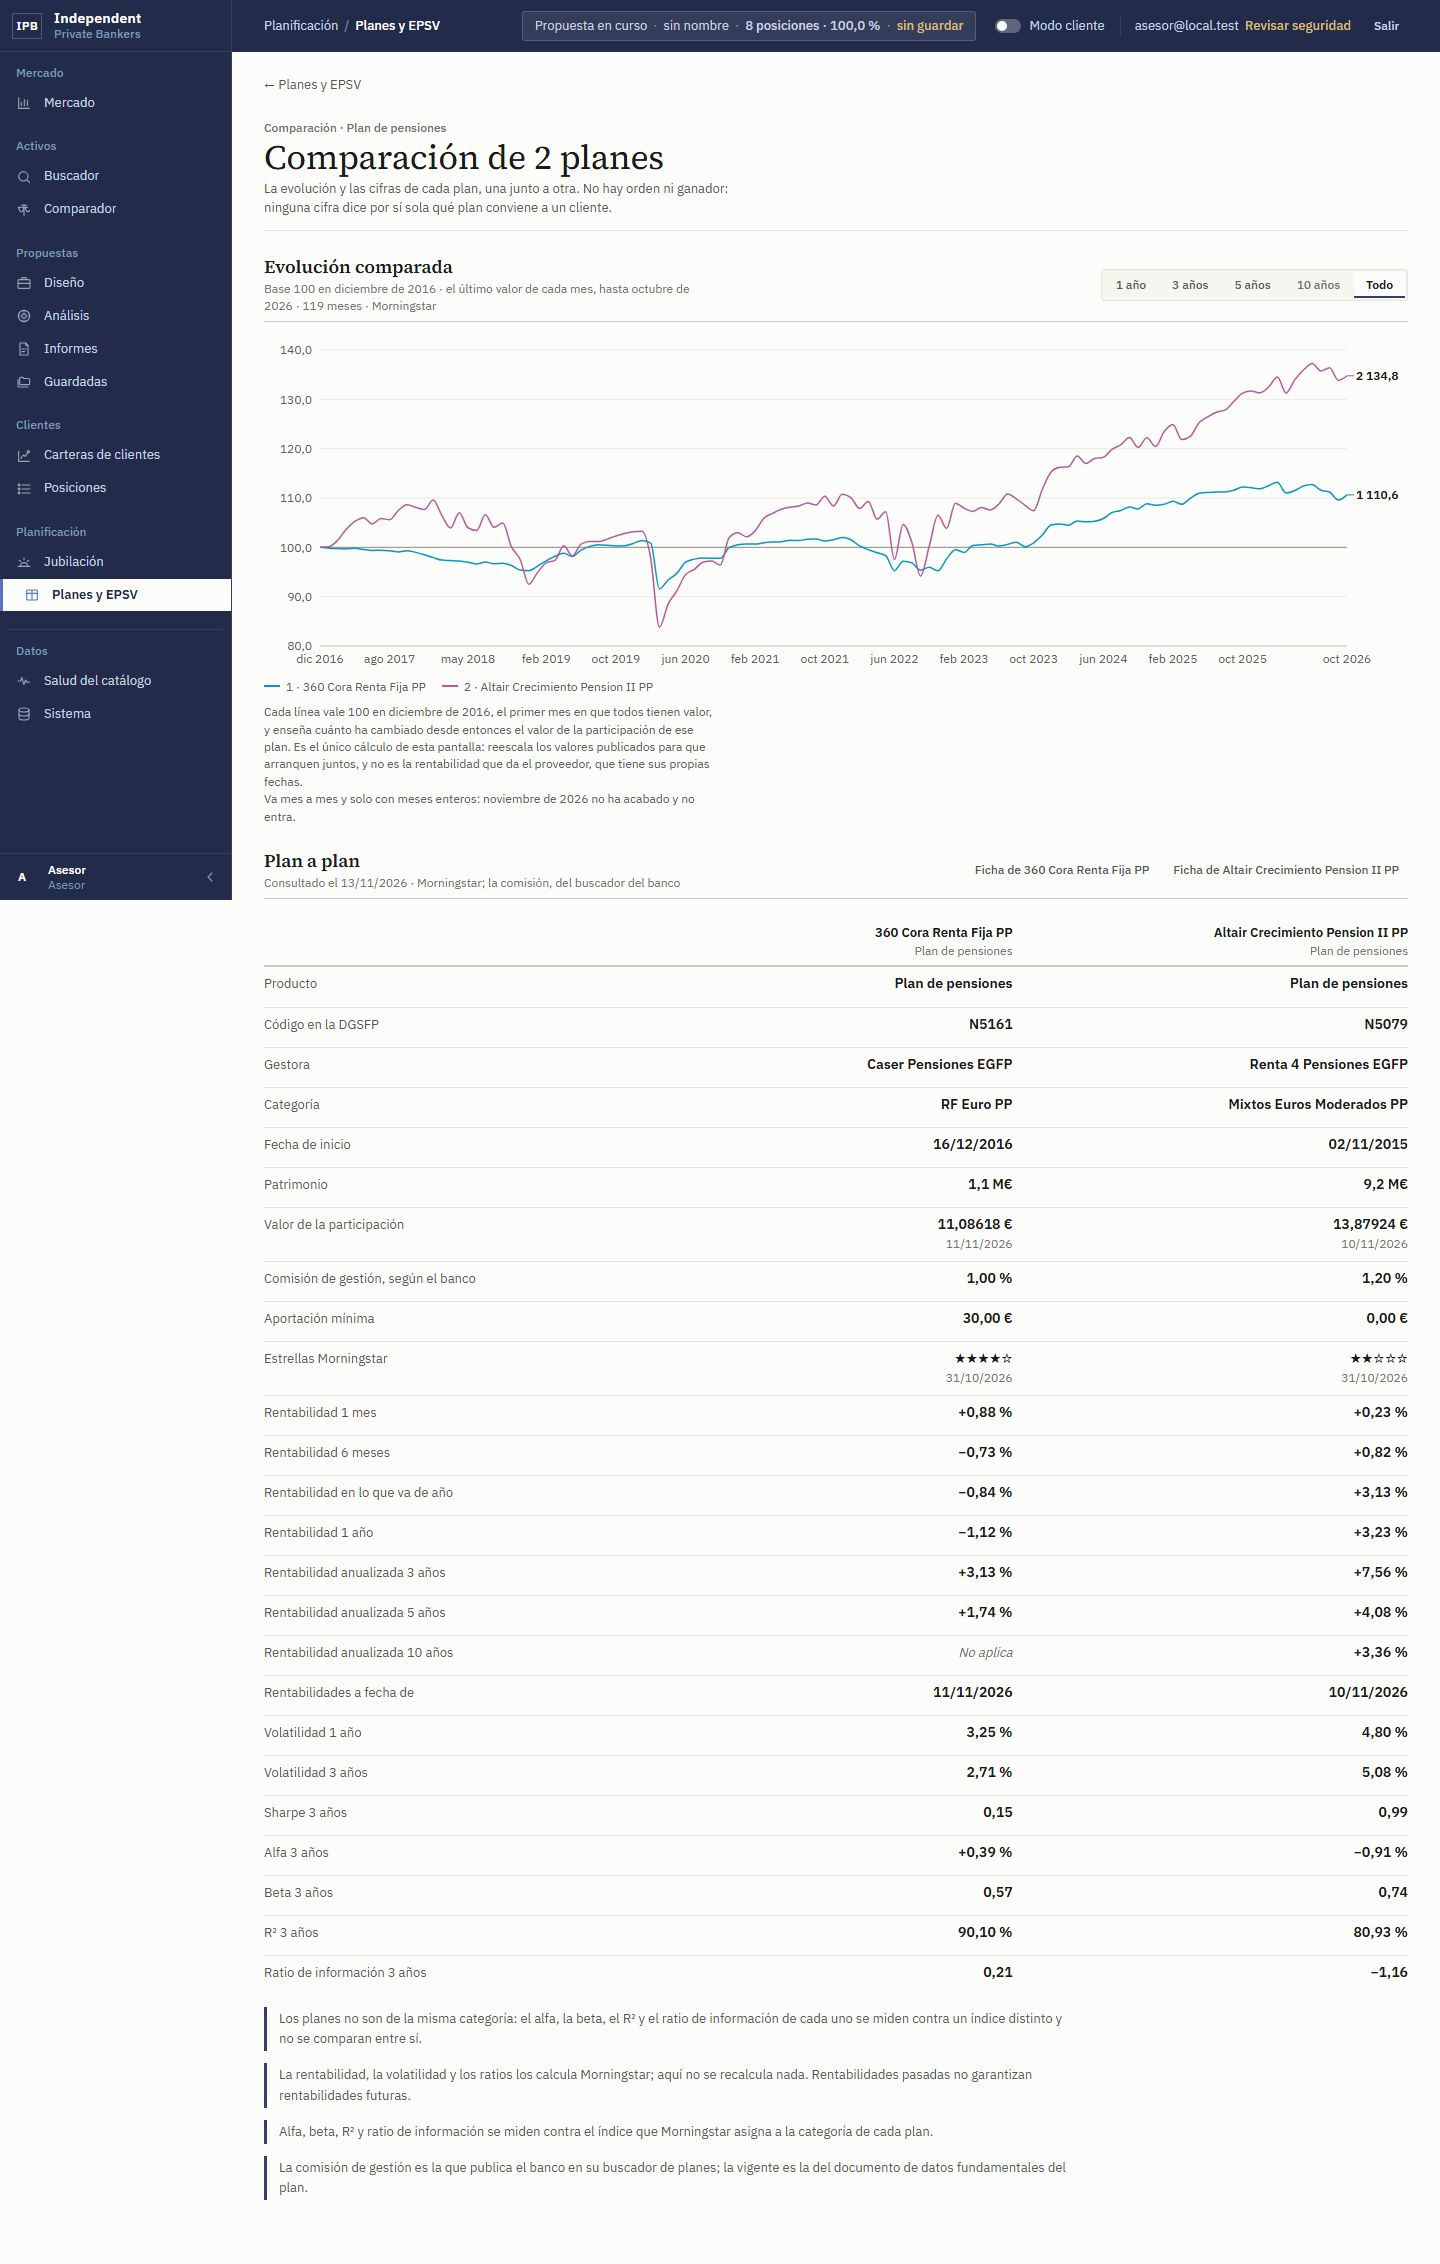 IPB
Independent
Private Bankers
Planificación / Planes y EPSV
Propuesta en curso · sin nombre · 8 posiciones · 100,0 % · sin guardar
Modo cliente
asesor@local.test
Revisar seguridad
Salir
Mercado
Mercado
Activos
Buscador
Comparador
Propuestas
Diseño
Análisis
Informes
Guardadas
Clientes
Carteras de clientes
Posiciones
Planificación
Jubilación
Planes y EPSV
Datos
Salud del catálogo
Sistema
A
Asesor
Asesor
← Planes y EPSV
Comparación · Plan de pensiones
Comparación de 2 planes
La evolución y las cifras de cada plan, una junto a otra. No hay orden ni ganador:
ninguna cifra dice por sí sola qué plan conviene a un cliente.
Evolución comparada
Base 100 en diciembre de 2016 · el último valor de cada mes, hasta octubre de
2026 · 119 meses · Morningstar
1 año 3 años 5 años 10 años Todo
140,0
130,0
120,0
110,0
100,0
90,0
80,0
2 134,8
1 110,6
dic 2016 ago 2017 may 2018 feb 2019 oct 2019 jun 2020 feb 2021 oct 2021 jun 2022 feb 2023 oct 2023 jun 2024 feb 2025 oct 2025 oct 2026
1 · 360 Cora Renta Fija PP 2 · Altair Crecimiento Pension II PP
Cada línea vale 100 en diciembre de 2016, el primer mes en que todos tienen valor,
y enseña cuánto ha cambiado desde entonces el valor de la participación de ese
plan. Es el único cálculo de esta pantalla: reescala los valores publicados para que
arranquen juntos, y no es la rentabilidad que da el proveedor, que tiene sus propias
fechas.
Va mes a mes y solo con meses enteros: noviembre de 2026 no ha acabado y no
entra.
Plan a plan
Consultado el 13/11/2026 · Morningstar; la comisión, del buscador del banco
Ficha de 360 Cora Renta Fija PP Ficha de Altair Crecimiento Pension II PP
360 Cora Renta Fija PP Altair Crecimiento Pension II PP
Plan de pensiones Plan de pensiones
Producto Plan de pensiones Plan de pensiones
Código en la DGSFP N5161 N5079
Gestora Caser Pensiones EGFP Renta 4 Pensiones EGFP
Categoría RF Euro PP Mixtos Euros Moderados PP
Fecha de inicio 16/12/2016 02/11/2015
Patrimonio 1,1 M€ 9,2 M€
Valor de la participación 11,08618 € 13,87924 €
11/11/2026 10/11/2026
Comisión de gestión, según el banco 1,00 % 1,20 %
Aportación mínima 30,00 € 0,00 €
Estrellas Morningstar ★★★★☆ ★★☆☆☆
31/10/2026 31/10/2026
Rentabilidad 1 mes +0,88 % +0,23 %
Rentabilidad 6 meses −0,73 % +0,82 %
Rentabilidad en lo que va de año −0,84 % +3,13 %
Rentabilidad 1 año −1,12 % +3,23 %
Rentabilidad anualizada 3 años +3,13 % +7,56 %
Rentabilidad anualizada 5 años +1,74 % +4,08 %
Rentabilidad anualizada 10 años No aplica +3,36 %
Rentabilidades a fecha de 11/11/2026 10/11/2026
Volatilidad 1 año 3,25 % 4,80 %
Volatilidad 3 años 2,71 % 5,08 %
Sharpe 3 años 0,15 0,99
Alfa 3 años +0,39 % −0,91 %
Beta 3 años 0,57 0,74
R² 3 años 90,10 % 80,93 %
Ratio de información 3 años 0,21 −1,16
Los planes no son de la misma categoría: el alfa, la beta, el R² y el ratio de información de cada uno se miden contra un índice distinto y
no se comparan entre sí.
La rentabilidad, la volatilidad y los ratios los calcula Morningstar; aquí no se recalcula nada. Rentabilidades pasadas no garantizan
rentabilidades futuras.
Alfa, beta, R² y ratio de información se miden contra el índice que Morningstar asigna a la categoría de cada plan.
La comisión de gestión es la que publica el banco en su buscador de planes; la vigente es la del documento de datos fundamentales del
plan.